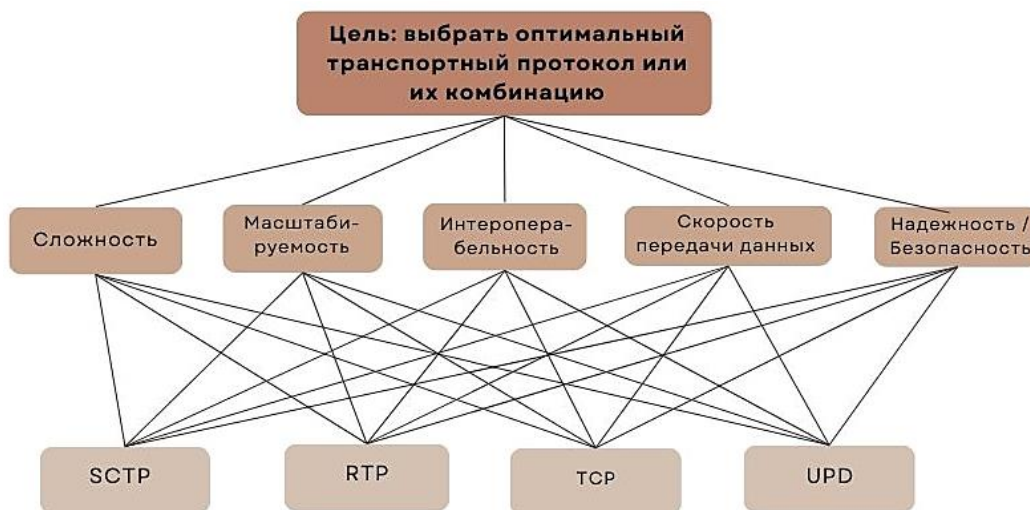 Цель: выбрать оптимальный
транспортный протокол или
их комбинацию
Сложность
Масштаби-
руемость
Интеропера-
бельность
Скорость
передачи данных
Надежность /
Безопасность
SCTP
RTP
TCP
UPD